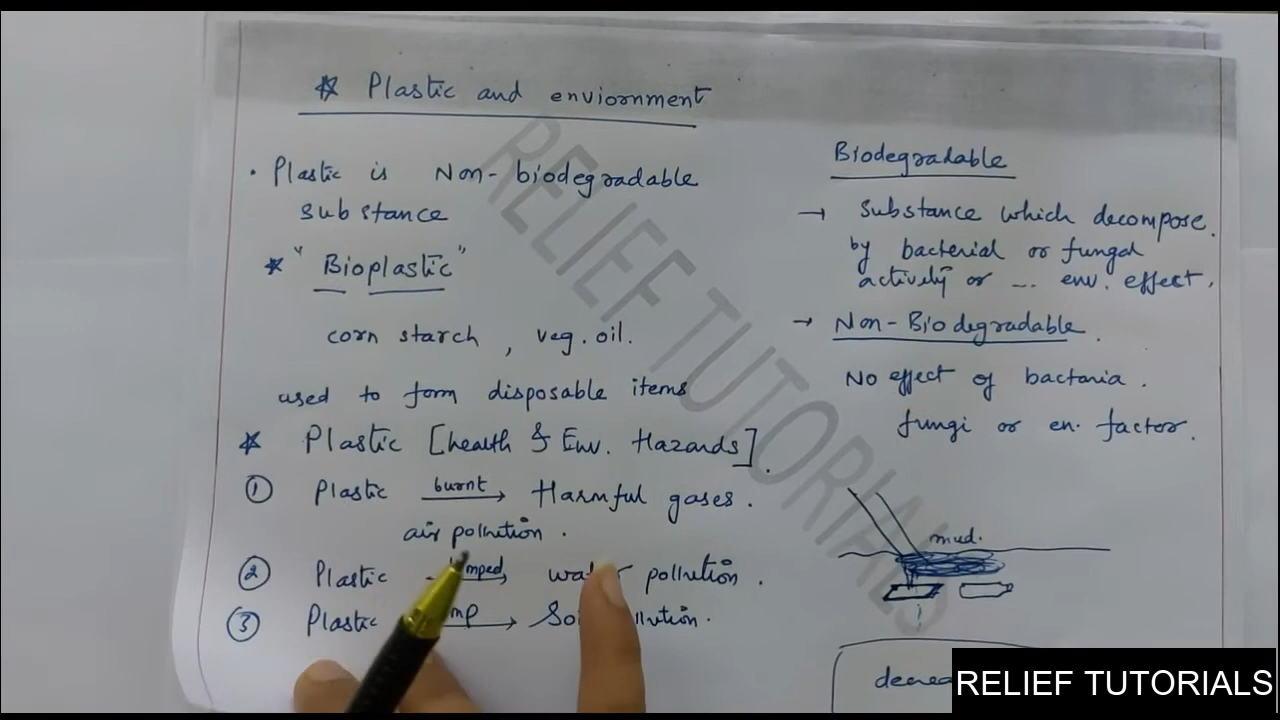 Plastic and enviornment
• Plastic is Non-biodegradable
substance
"Bioplastic"
corn starch, veg. oil.
used to form disposable items
Plastic [health & Env. Hazards].
① Plastic burnt → Harmful gases.
air pollution.
② Plastic water pollution.
③ Plastic → Soil pollution.
Biodegradable
→ Substance which decompose.
by bacterial or fungal
activity or ... env. effect.
→ Non-Biodegradable.
No effect of bacteria.
fungi or en. factor.
mud.
RELIEF TUTORIALS
RELIEF TUTORIALS